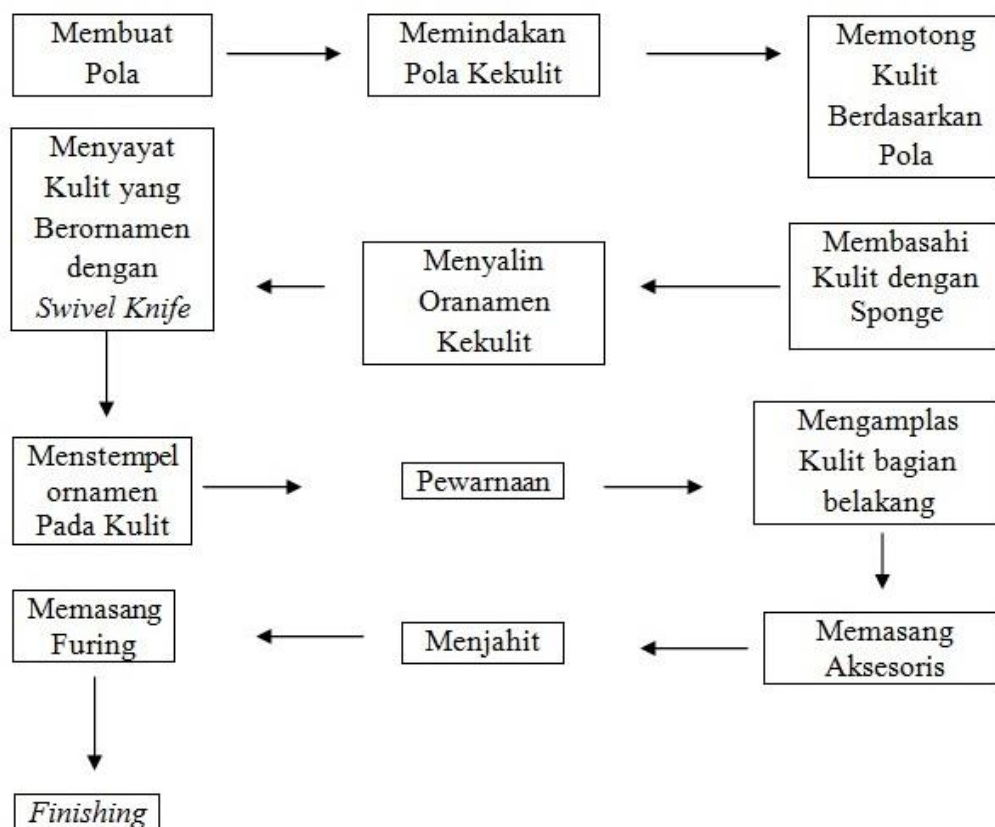 Membuat
Pola
Memindakan
Pola Kekulit
Memotong
Kulit
Berdasarkan
Pola
Membasahi
Kulit dengan
Sponge
Menyalin
Oranamen
Kekulit
Menyayat
Kulit yang
Berornamen
dengan
Swivel Knife
Menstempel
ornamen
Pada Kulit
Pewarnaan
Mengamplas
Kulit bagian
belakang
Memasang
Aksesoris
Menjahit
Memasang
Furing
Finishing